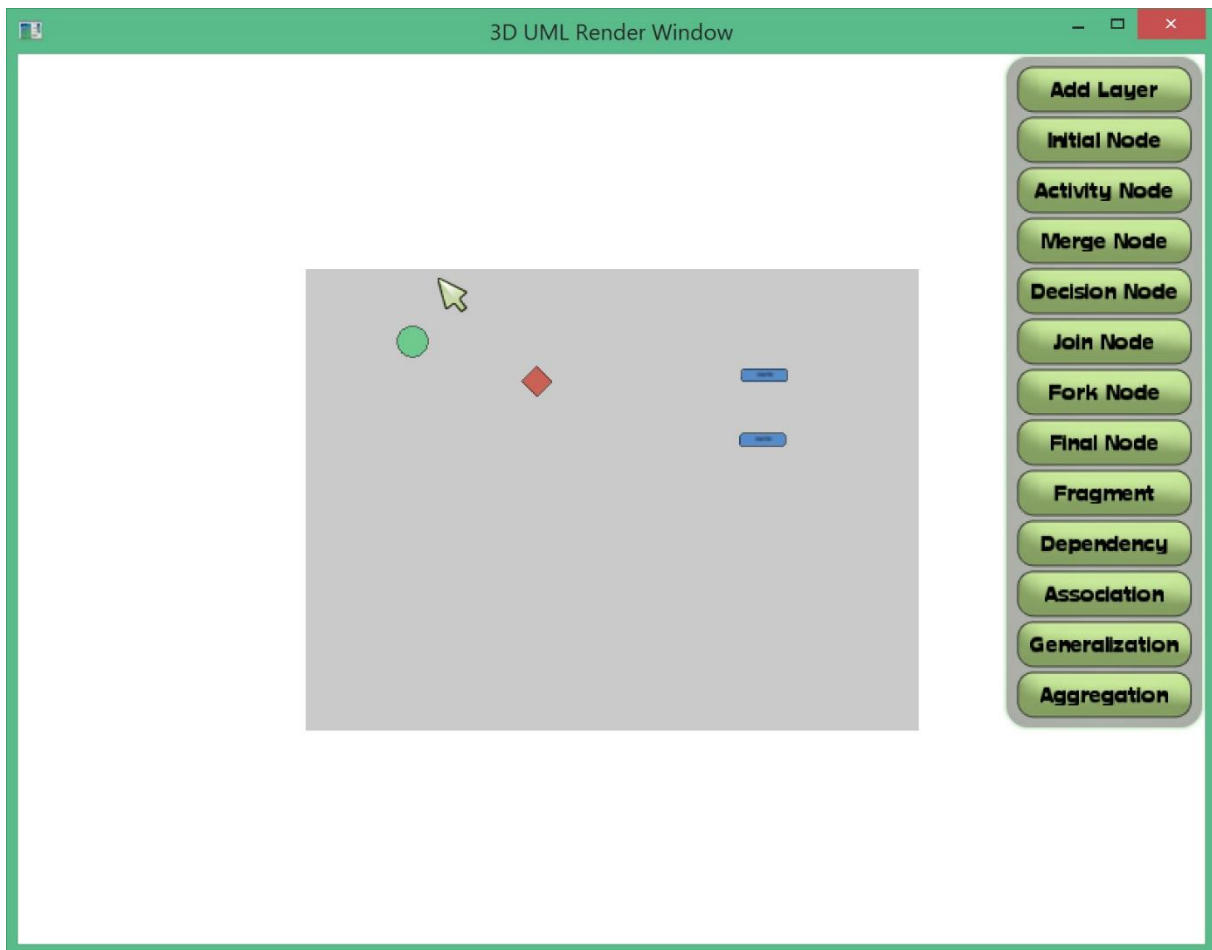 3D UML Render Window
Add Layer
Initial Node
Activity Node
Merge Node
Decision Node
Join Node
Fork Node
Final Node
Fragment
Dependency
Association
Generalization
Aggregation